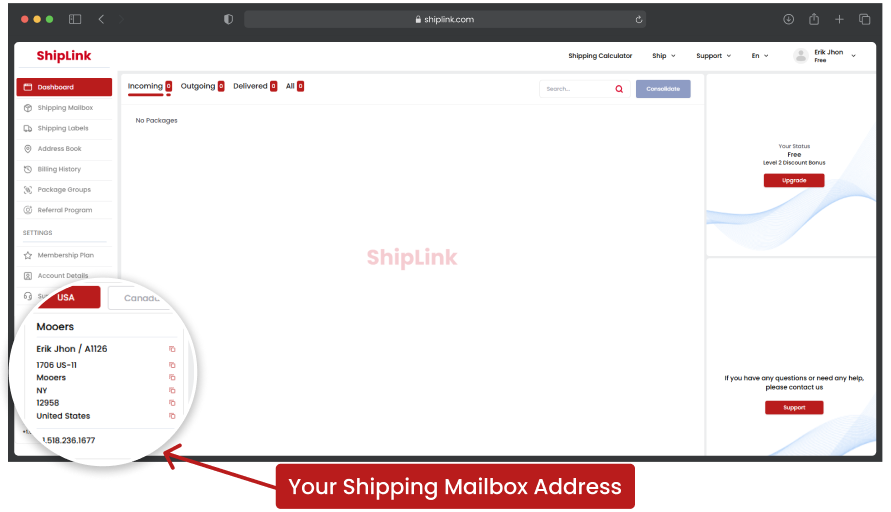 shiplink.com
ShipLink
Shipping Calculator Ship Support En Erik Jhon
Free
Dashboard
Shipping Mailbox
Shipping Labels
Address Book
Billing History
Package Groups
Referral Program
SETTINGS
Membership Plan
Account Details
Incoming 0 Outgoing 0 Delivered 0 All 0
Search...
Consolidate
No Packages
ShipLink
Your Status
Free
Level 2 Discount Bonus
Upgrade
If you have any questions or need any help,
please contact us
Support
USA
Mooers
Erik Jhon / A1126
1706 US-11
Mooers
NY
12958
United States
1.518.236.1677
Your Shipping Mailbox Address